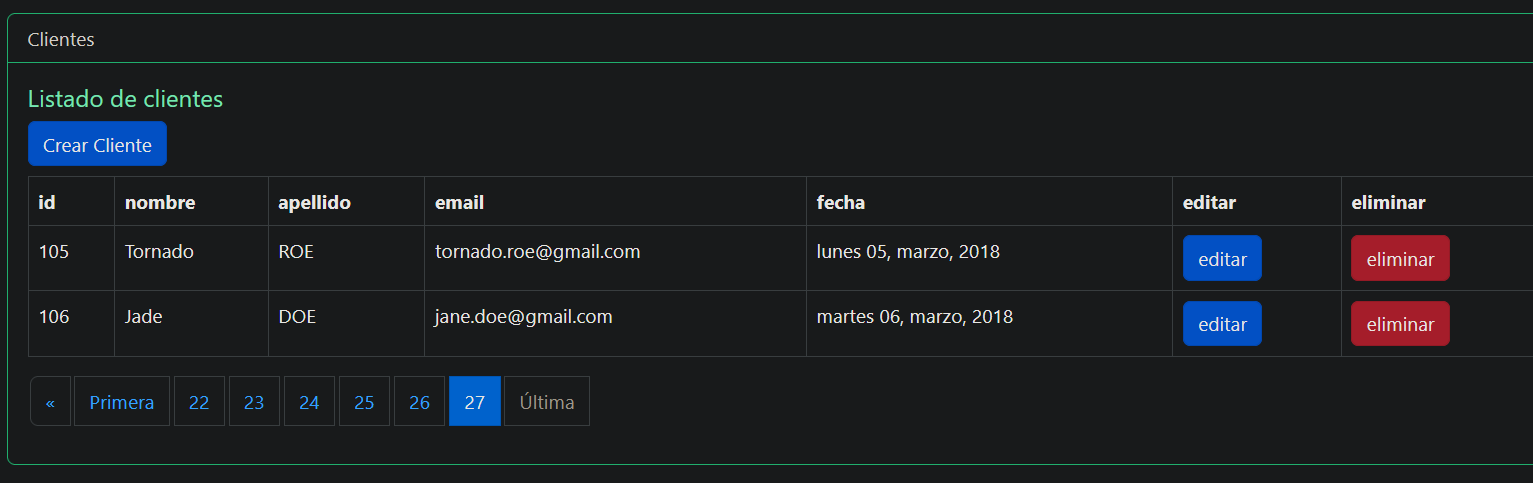 Clientes
Listado de clientes
Crear Cliente
id nombre apellido email fecha editar eliminar
105 Tornado ROE tornado.roe@gmail.com lunes 05, marzo, 2018 editar eliminar
106 Jade DOE jane.doe@gmail.com martes 06, marzo, 2018 editar eliminar
« Primera 22 23 24 25 26 27 Última